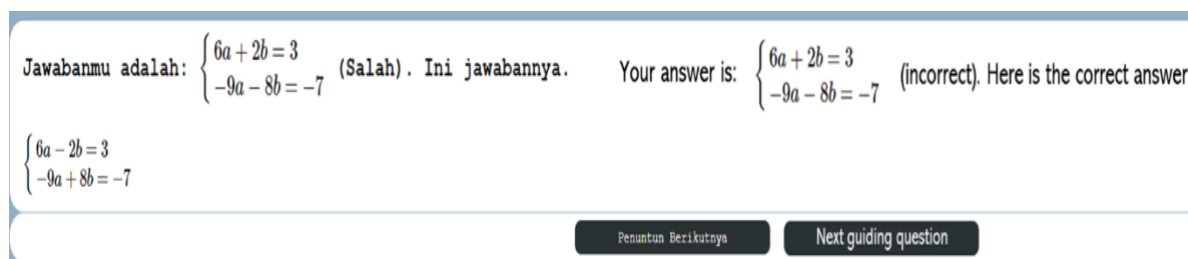 Jawabanmu adalah: { 6a + 2b = 3
-9a - 8b = -7 (Salah). Ini jawabannya.
Your answer is: { 6a + 2b = 3
-9a - 8b = -7 (incorrect). Here is the correct answer
{ 6a - 2b = 3
-9a + 8b = -7
Penuntun Berikutnya
Next guiding question